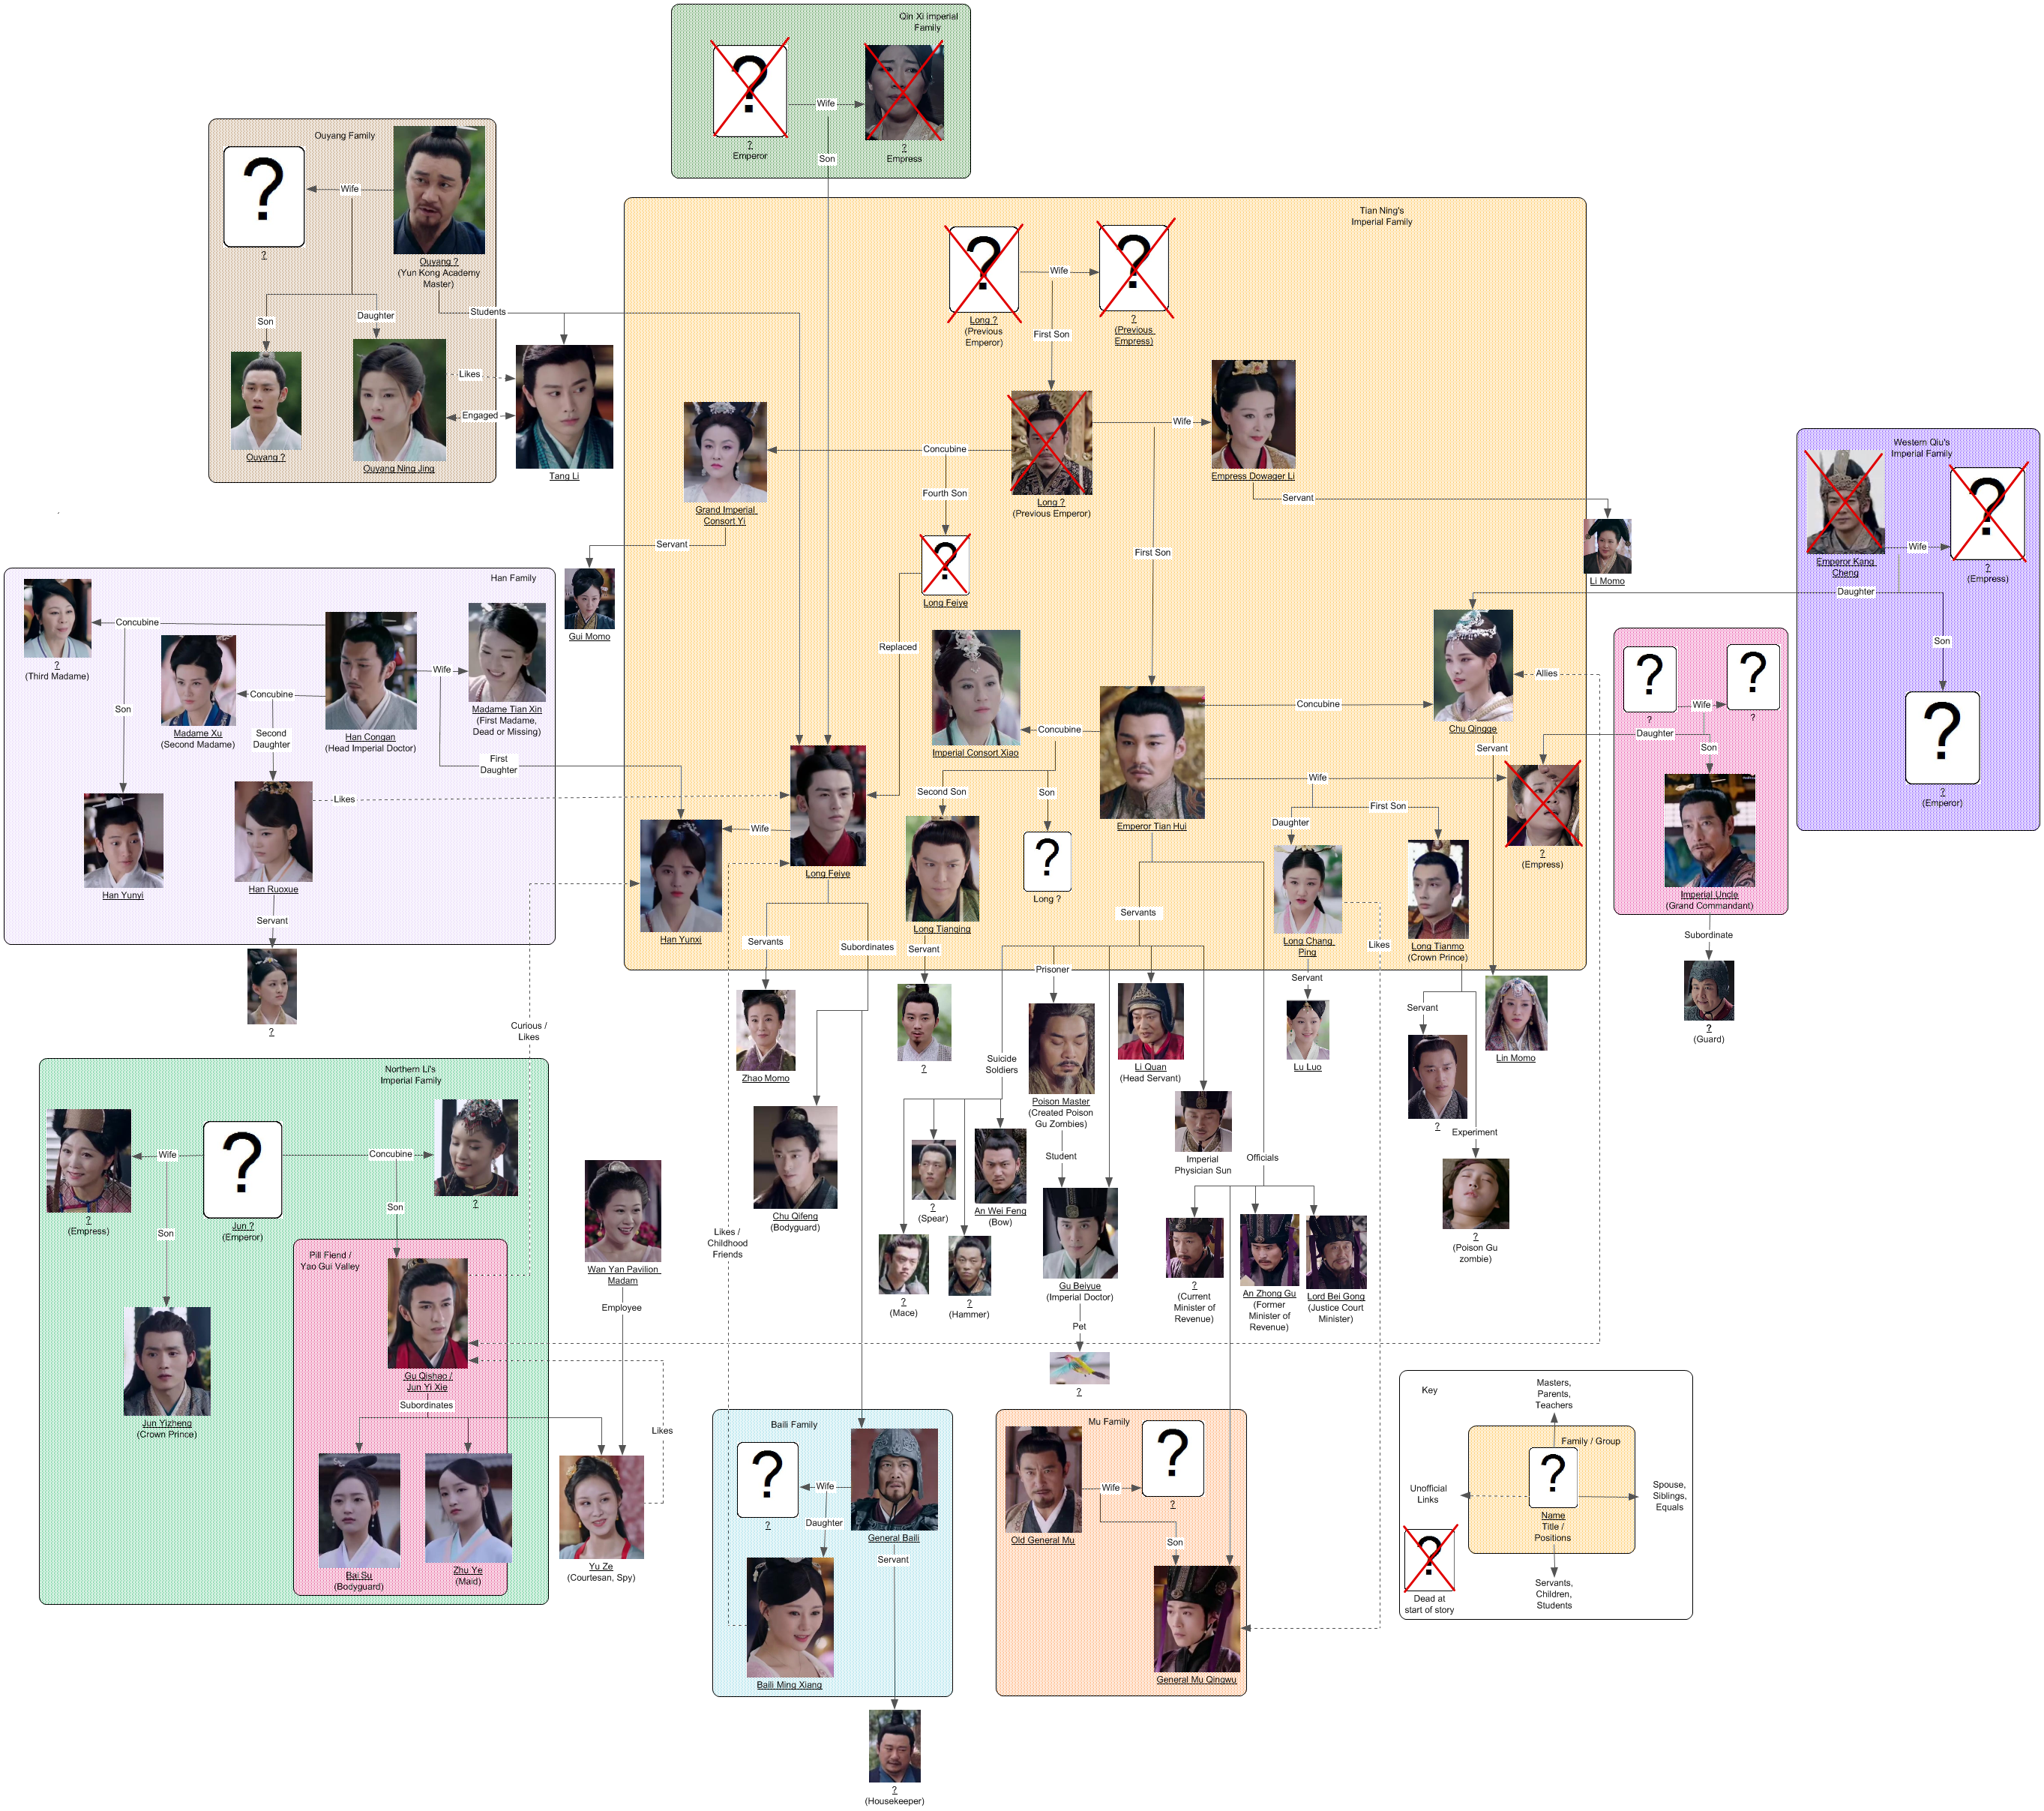 Qin Xi imperial
Family
Wife
?
Emperor
?
Empress
Son
Ouyang Family
Wife
?
Ouyang ?
(Yun Kong Academy
Master)
Students
Son
Daughter
Likes
Engaged
Ouyang ?
Ouyang Ning Jing
Tang Li
Tian Ning's
Imperial Family
Wife
Long ?
(Previous
Emperor)
?
(Previous
Empress)
First Son
Wife
Concubine
Long ?
(Previous Emperor)
Empress Dowager Li
Servant
Li Momo
Grand Imperial
Consort Yi
Servant
Gui Momo
Fourth Son
Long Feiye
Replaced
First Son
Imperial Consort Xiao
Concubine
Second Son
Son
Long Tianqing
Servant
?
Long ?
Emperor Tian Hui
Concubine
Chu Qingge
Servant
Allies
Wife
?
(Empress)
Daughter
First Son
Long Chang
Ping
Servant
Lu Luo
Likes
Long Tianmo
(Crown Prince)
Servant
?
Experiment
?
(Poison Gu
zombie)
Lin Momo
Long Feiye
Wife
Han Yunxi
Servants
Subordinates
Zhao Momo
Chu Qifeng
(Bodyguard)
Servants
Prisoner
Suicide
Soldiers
Poison Master
(Created Poison
Gu Zombies)
Student
Li Quan
(Head Servant)
Imperial
Physician Sun
?
(Spear)
An Wei Feng
(Bow)
?
(Mace)
?
(Hammer)
Gu Beiyue
(Imperial Doctor)
Pet
?
Officials
?
(Current
Minister of
Revenue)
An Zhong Gu
(Former
Minister of
Revenue)
Lord Bei Gong
(Justice Court
Minister)
Western Qiu's
Imperial Family
Emperor Kang
Cheng
Wife
?
(Empress)
Daughter
Son
?
(Emperor)
Wife
?
?
Daughter
Son
Imperial Uncle
(Grand Commandant)
Subordinate
?
(Guard)
Han Family
Concubine
?
(Third Madame)
Son
Han Yunyi
Madame Xu
(Second Madame)
Concubine
Second
Daughter
Han Congan
(Head Imperial Doctor)
Wife
Madame Tian Xin
(First Madame,
Dead or Missing)
First
Daughter
Han Ruoxue
Likes
Servant
?
Curious /
Likes
Northern Li's
Imperial Family
Wife
Concubine
?
(Empress)
Jun ?
(Emperor)
?
Son
Son
Jun Yizheng
(Crown Prince)
Pill Fiend /
Yao Gui Valley
Gu Qishao /
Jun Yi Xie
Subordinates
Bai Su
(Bodyguard)
Zhu Ye
(Maid)
Wan Yan Pavilion
Madam
Employee
Likes
Yu Ze
(Courtesan, Spy)
Likes /
Childhood
Friends
Baili Family
Wife
?
General Baili
Daughter
Servant
Baili Ming Xiang
?
(Housekeeper)
Mu Family
Wife
?
Old General Mu
Son
General Mu Qingwu
Key
Masters,
Parents,
Teachers
Family / Group
Unofficial
Links
Spouse,
Siblings,
Equals
Name
Title /
Positions
Servants,
Children,
Students
Dead at
start of story